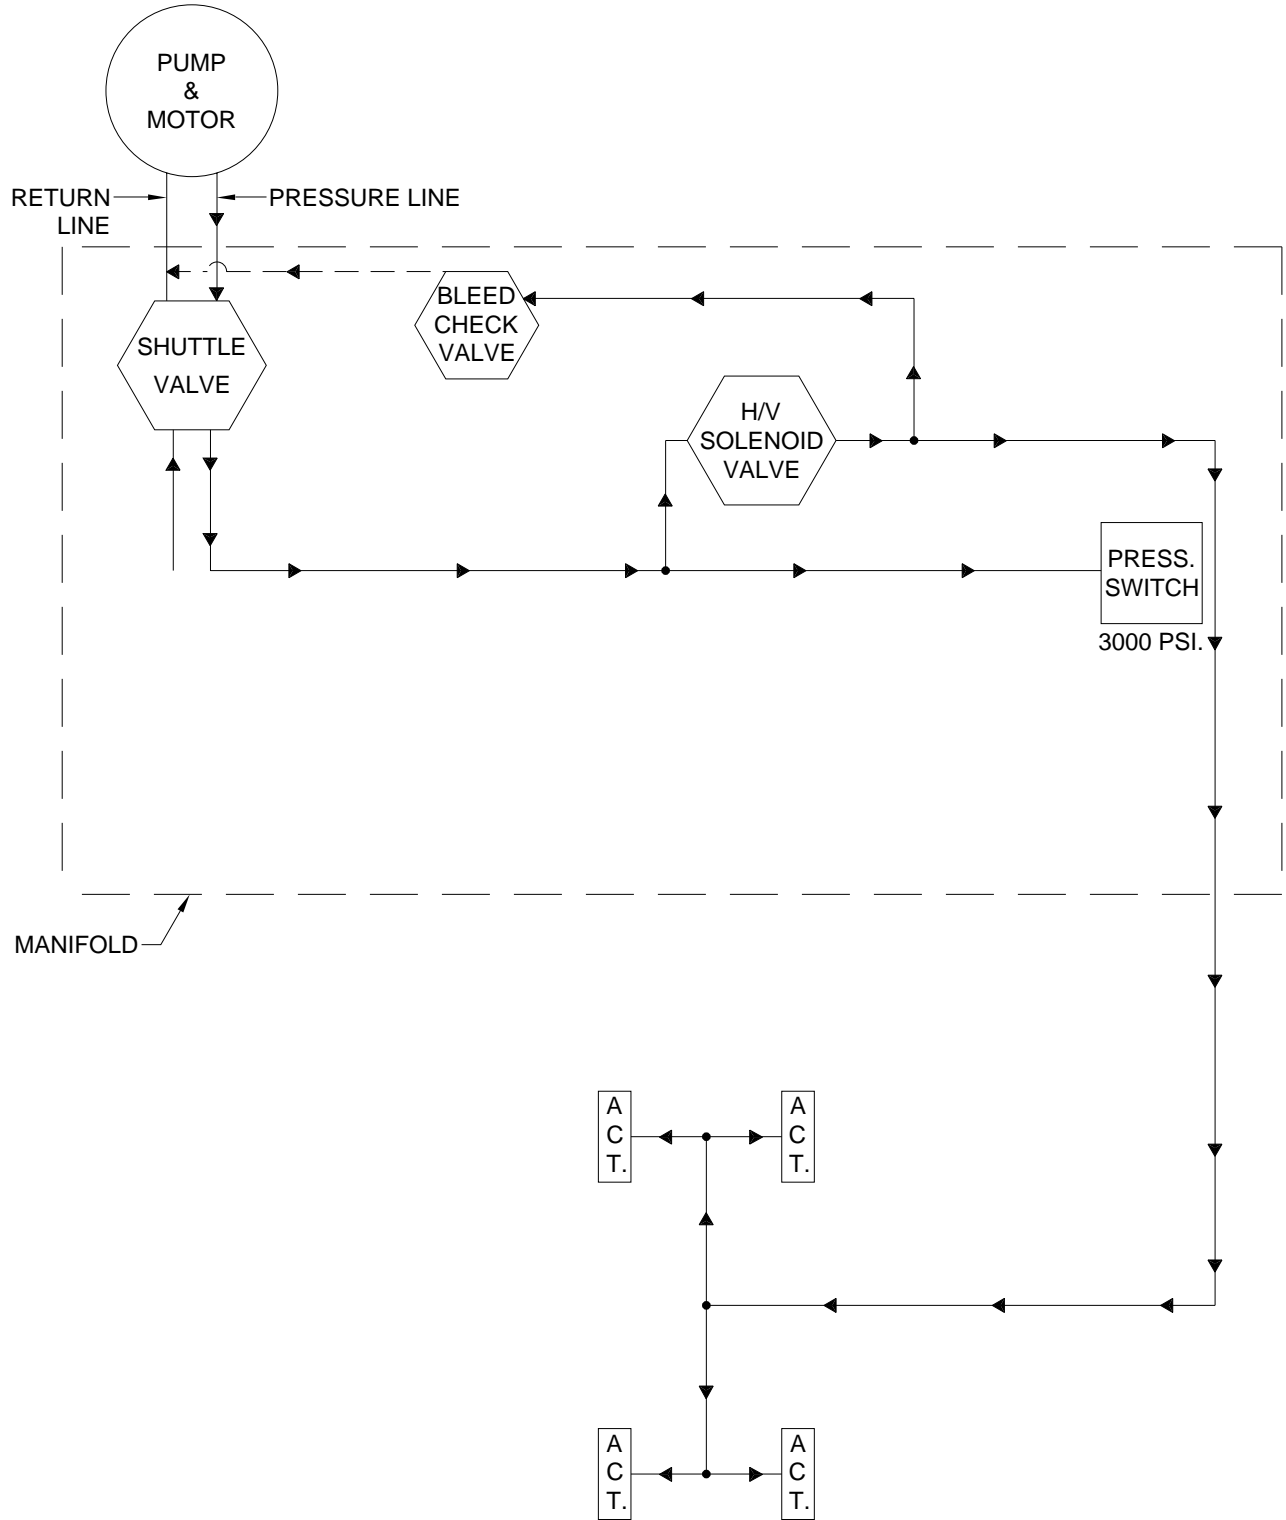 PUMP
&
MOTOR
RETURN
LINE
PRESSURE LINE
BLEED
CHECK
VALVE
SHUTTLE
VALVE
H/V
SOLENOID
VALVE
PRESS.
SWITCH
3000 PSI.
MANIFOLD
A
C
T.
A
C
T.
A
C
T.
A
C
T.